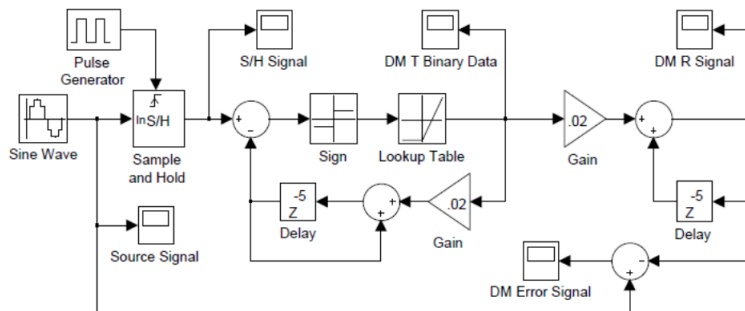 Pulse
Generator
S/H Signal
DM T Binary Data
DM R Signal
In S/H
+
−
.02
+
+
Sine Wave
Sample
and Hold
Sign
Lookup Table
Gain
-5
Z
Delay
+
+
.02
Gain
-5
Z
Delay
Source Signal
DM Error Signal
−
+